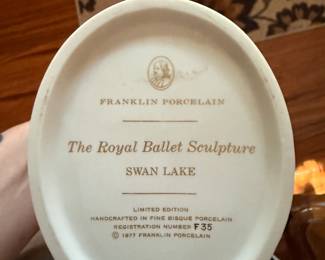 FRANKLIN PORCELAIN
The Royal Ballet Sculpture
SWAN LAKE
LIMITED EDITION
HANDCRAFTED IN FINE BISQUE PORCELAIN
REGISTRATION NUMBER F35
© 1977 FRANKLIN PORCELAIN